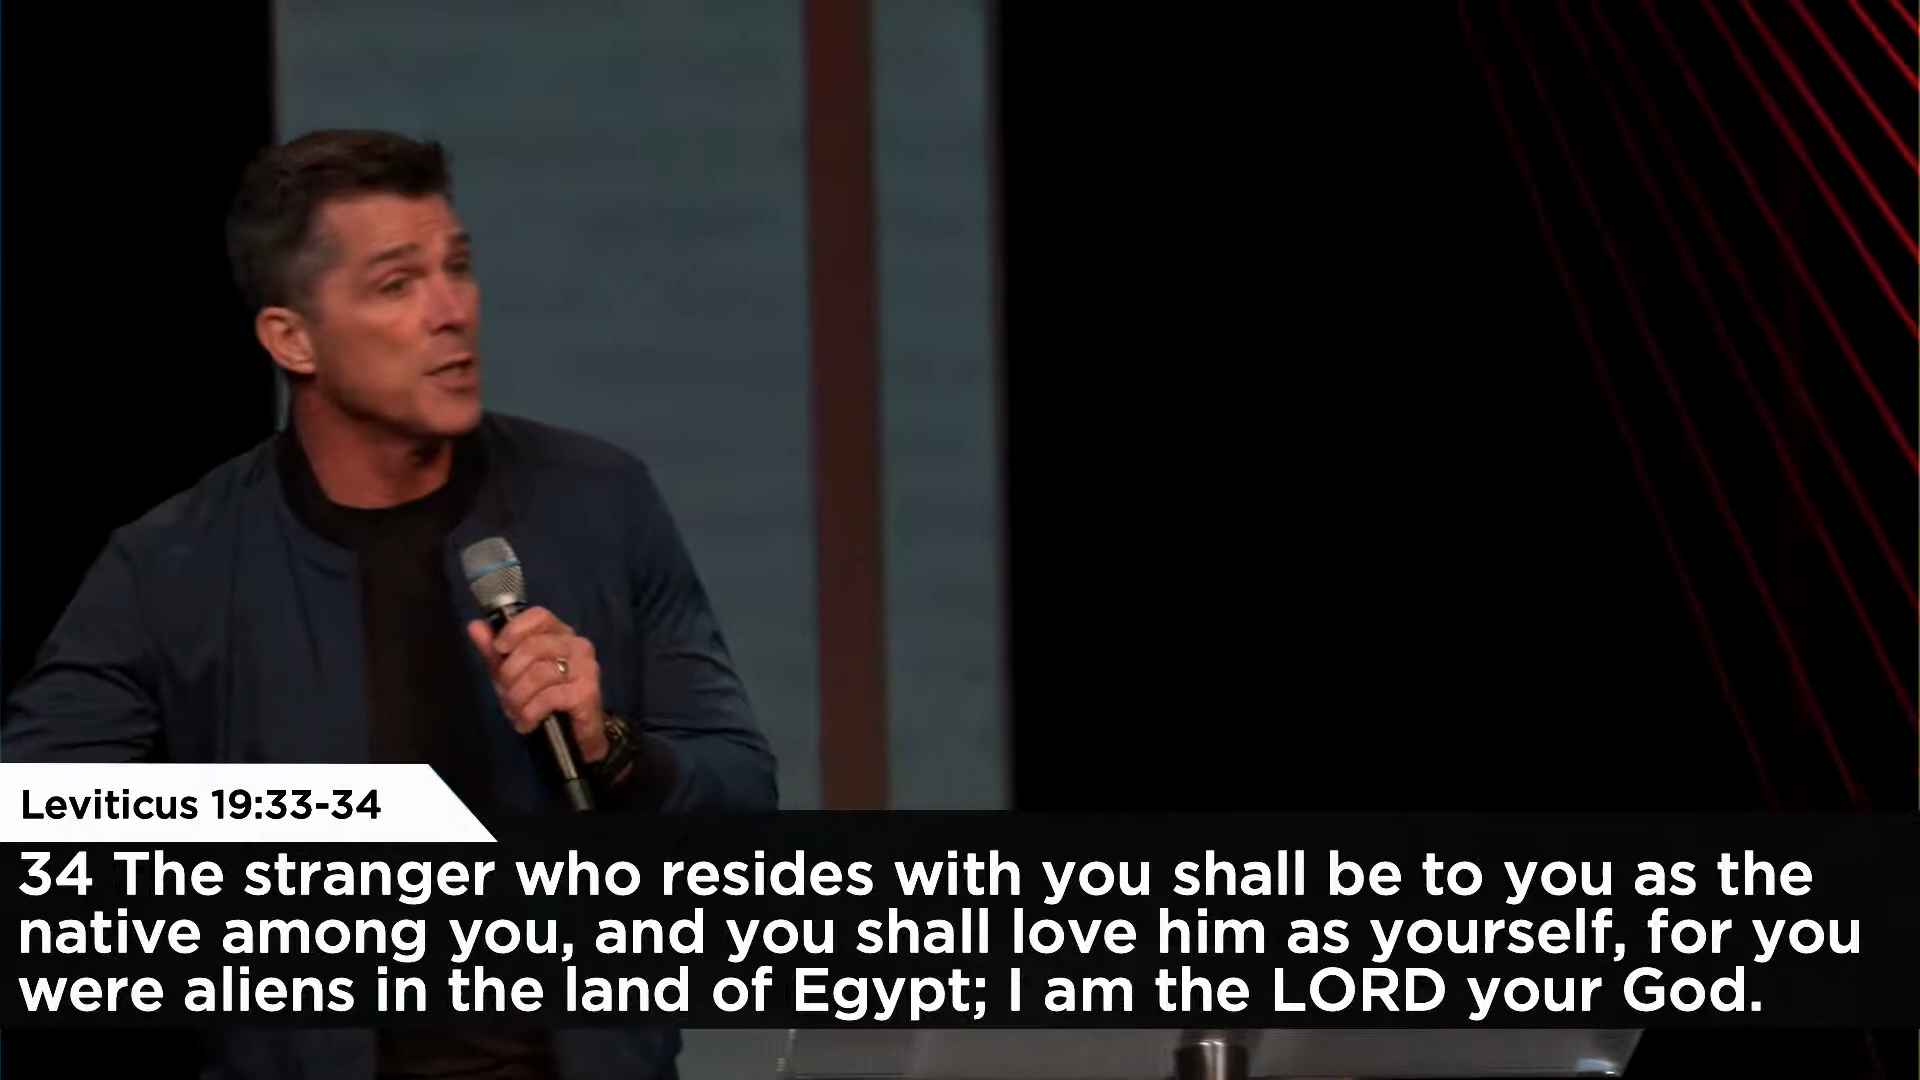 Leviticus 19:33-34
34 The stranger who resides with you shall be to you as the
native among you, and you shall love him as yourself, for you
were aliens in the land of Egypt; I am the LORD your God.